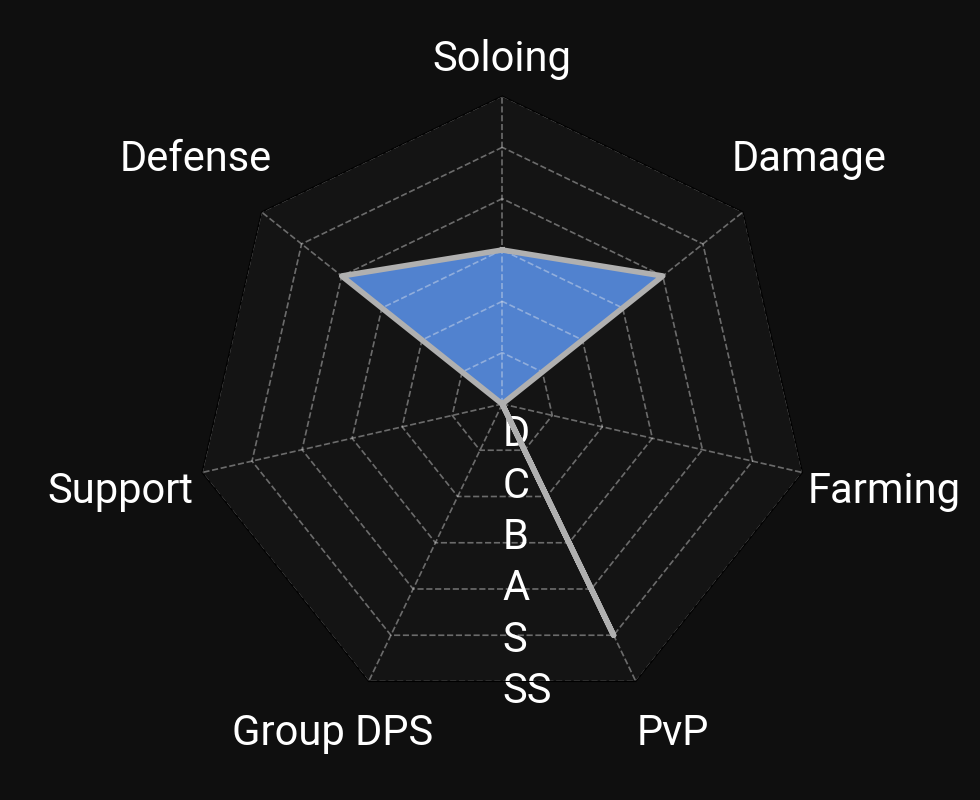 Soloing
Defense
Damage
D
C
Support
Farming
B
A
S
SS
Group DPS
PvP